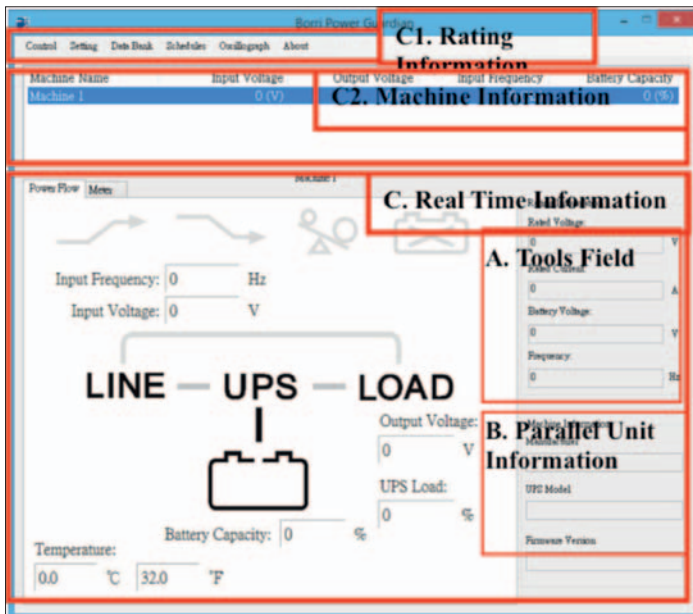 Borri Power Guardian
C1. Rating Information
Control Setting Data Bank Schedules Oscillograph About
Machine Name Input Voltage Output Voltage Input Frequency Battery Capacity
Machine 1 0 (V) 0 (%)
C2. Machine Information
Machine 1
Power Flow Meter
C. Real Time Information
Rated Voltage:
0 V
A. Tools Field
Rated Current:
0 A
Battery Voltage:
0 V
Frequency:
0 Hz
Input Frequency: 0 Hz
Input Voltage: 0 V
LINE UPS LOAD
Output Voltage:
0 V
UPS Load:
0 %
Battery Capacity: 0 %
Temperature:
0.0 ℃ 32.0 ℉
Machine Information
B. Parallel Unit
Manufacturer
Information
UPS Model
Firmware Version